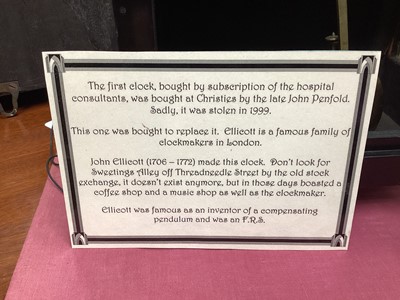 The first clock, bought by subscription of the hospital
consultants, was bought at Christies by the late John Penfold.
Sadly, it was stolen in 1999.
This one was bought to replace it. Ellicott is a famous family of
clockmakers in London.
John Ellicott (1706 – 1772) made this clock. Don't look for
Sweetings Alley off Threadneedle Street by the old stock
exchange, it doesn't exist anymore, but in those days boasted a
coffee shop and a music shop as well as the clockmaker.
Ellicott was famous as an inventor of a compensating
pendulum and was an F.R.S.